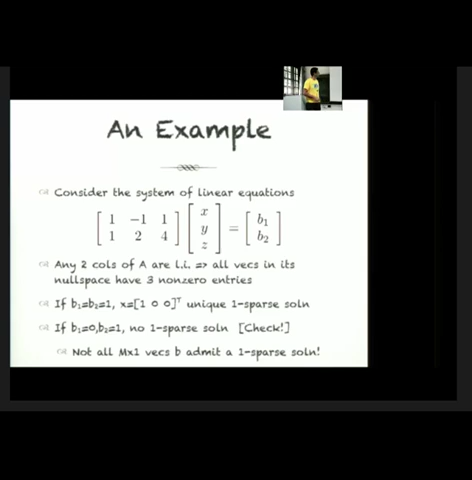 An Example
Consider the system of linear equations
[ 1 −1 1 ] [ x ] = [ b₁ ]
[ 1 2 4 ] [ y ] [ b₂ ]
[ z ]
Any 2 cols of A are l.i. => all vecs in its
nullspace have 3 nonzero entries
If b₁=b₂=1, x=[1 0 0]ᵀ unique 1-sparse soln
If b₁=0,b₂=1, no 1-sparse soln [Check!]
Not all Mx1 vecs b admit a 1-sparse soln!